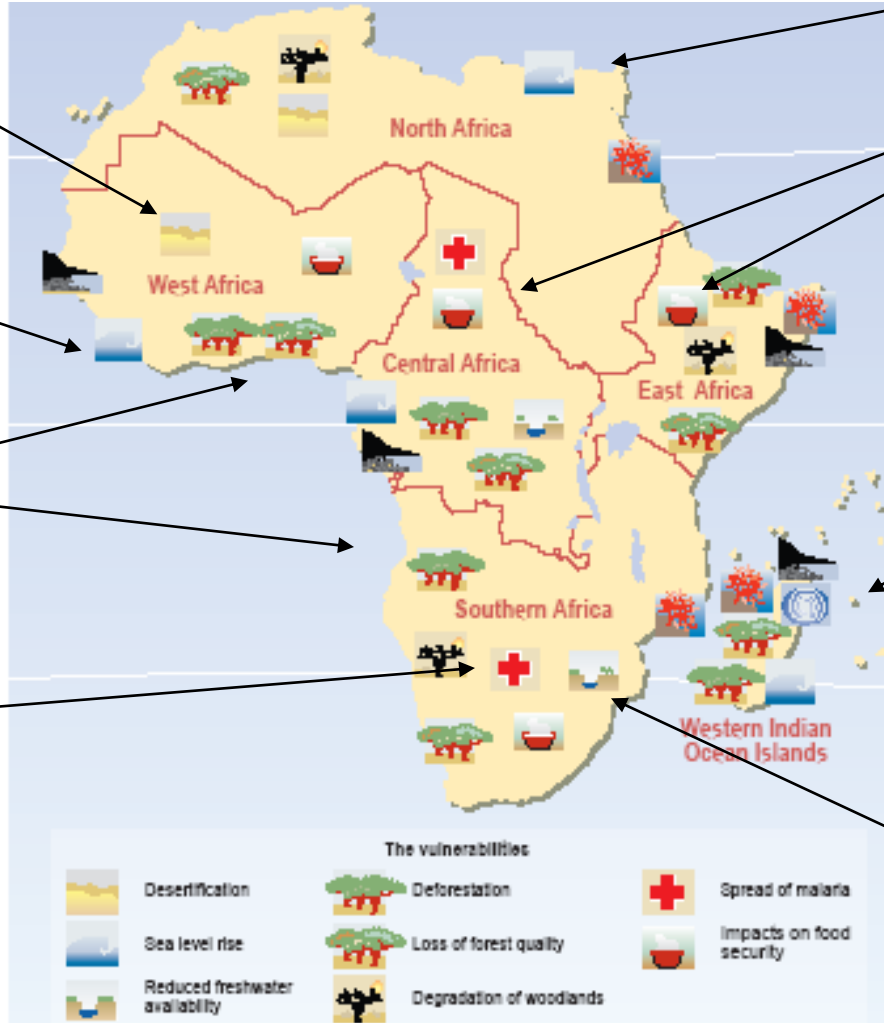 North Africa
West Africa
Central Africa
East Africa
Southern Africa
Western Indian
Ocean Islands
The vulnerabilities
Desertification
Deforestation
Spread of malaria
Sea level rise
Loss of forest quality
Impacts on food
security
Reduced freshwater
availability
Degradation of woodlands